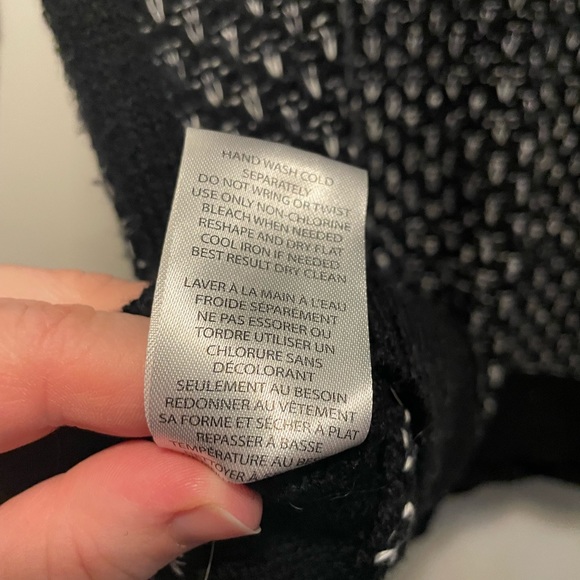 HAND WASH COLD
SEPARATELY
DO NOT WRING OR TWIST
USE ONLY NON-CHLORINE
BLEACH WHEN NEEDED
RESHAPE AND DRY FLAT
COOL IRON IF NEEDED
BEST RESULT DRY CLEAN
LAVER À LA MAIN À L'EAU
FROIDE SÉPARÉMENT
NE PAS ESSORER OU
TORDRE UTILISER UN
CHLORURE SANS
DÉCOLORANT
SEULEMENT AU BESOIN
REDONNER AU VÊTEMENT
SA FORME ET SÉCHER A PLAT
REPASSER À BASSE
TEMPÉRATURE AU